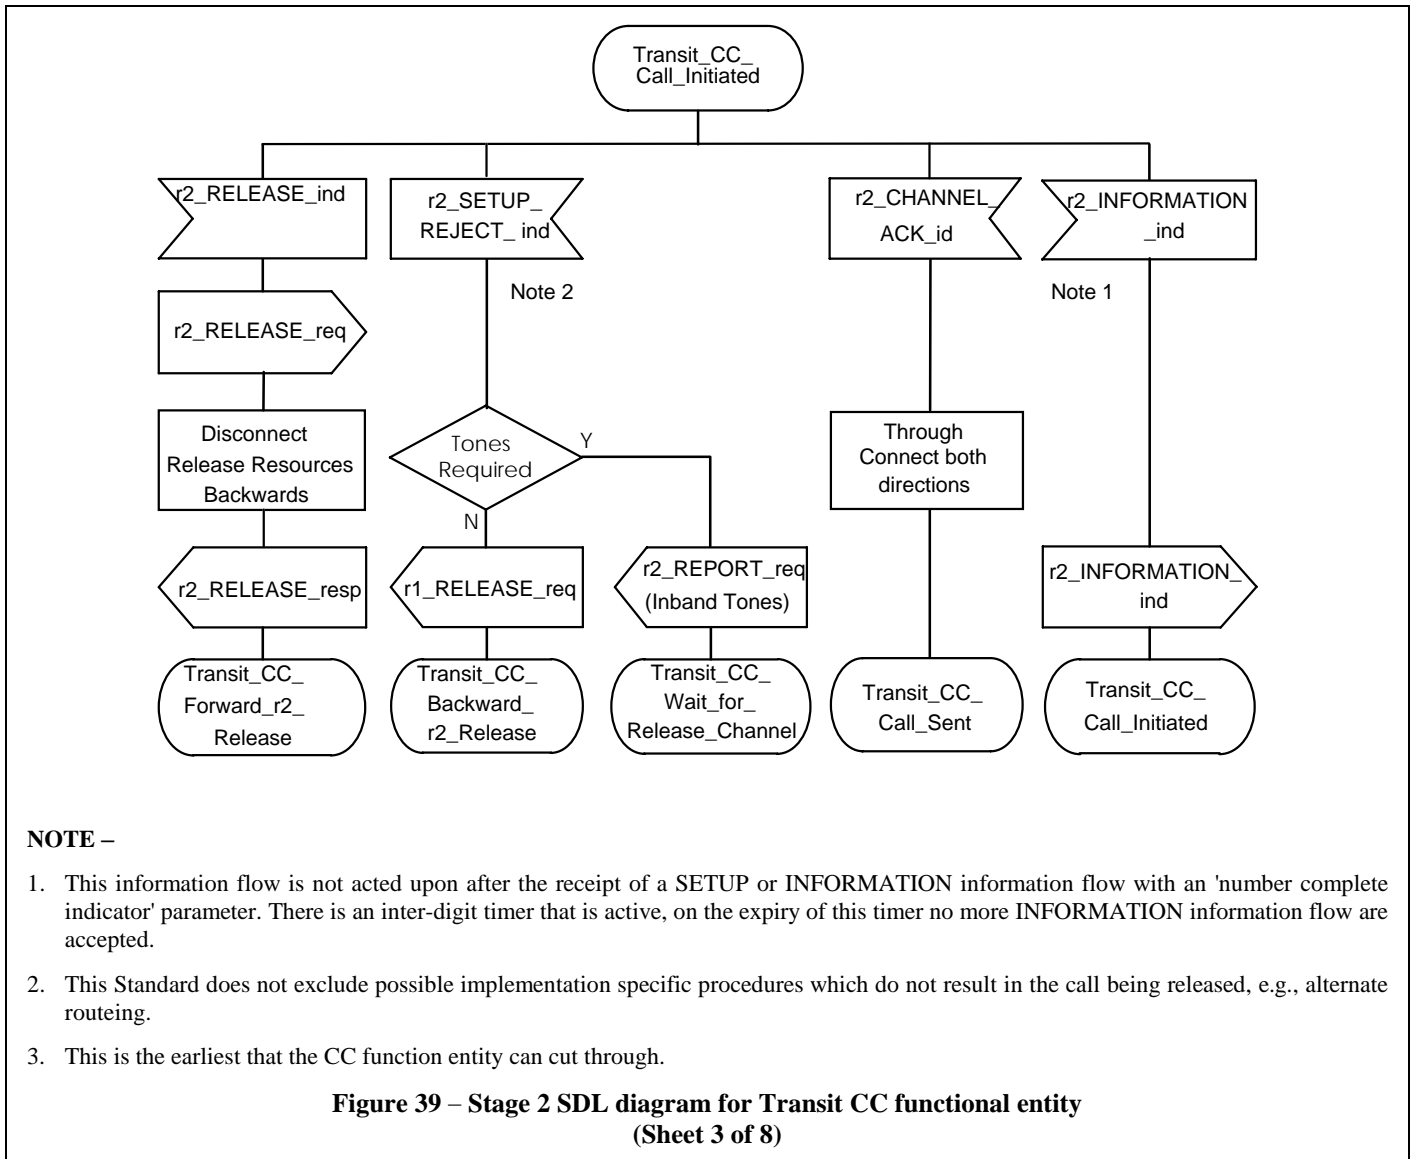 Transit_CC_
Call_Initiated
r2_RELEASE_ind
r2_SETUP_
REJECT_ ind
r2_CHANNEL_
ACK_id
r2_INFORMATION
_ind
Note 2
Note 1
r2_RELEASE_req
Disconnect
Release Resources
Backwards
Tones
Required
Y
N
Through
Connect both
directions
r2_RELEASE_resp
r1_RELEASE_req
r2_REPORT_req
(Inband Tones)
r2_INFORMATION_
ind
Transit_CC_
Forward_r2_
Release
Transit_CC_
Backward_
r2_Release
Transit_CC_
Wait_for_
Release_Channel
Transit_CC_
Call_Sent
Transit_CC_
Call_Initiated
NOTE –
1. This information flow is not acted upon after the receipt of a SETUP or INFORMATION information flow with an 'number complete
indicator' parameter. There is an inter-digit timer that is active, on the expiry of this timer no more INFORMATION information flow are
accepted.
2. This Standard does not exclude possible implementation specific procedures which do not result in the call being released, e.g., alternate
routeing.
3. This is the earliest that the CC function entity can cut through.
Figure 39 – Stage 2 SDL diagram for Transit CC functional entity
(Sheet 3 of 8)